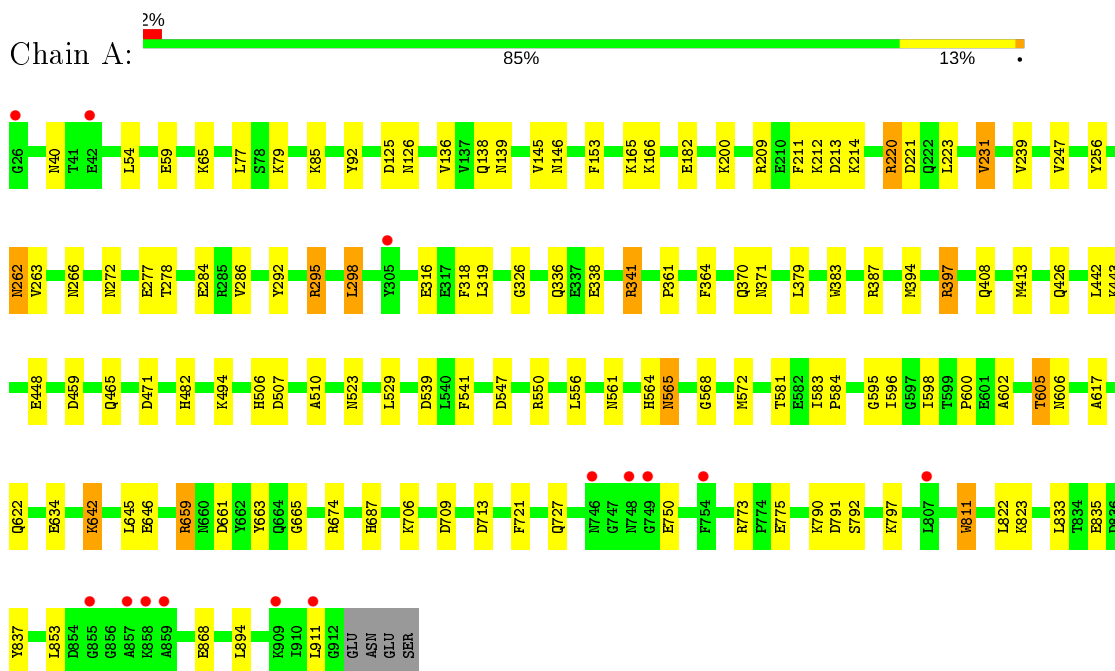 2%
Chain A:
85% 13% •
G26 N40 T41 E42 L54 E59 K65 L77 S78 K79 K85 Y92 D125 N126 V136 V137 Q138 N139 V145 N146 F153 K165 K166 E182 K200 R209 E210 F211 K212 D213 K214 R220 D221 Q222 L223 V231 V239 V247 Y256
N262 V263 N266 N272 E277 T278 E284 R285 V286 Y292 R295 L298 Y305 E316 E317 F318 L319 G326 Q336 E337 E338 R341 P361 F364 Q370 N371 L379 W383 R387 M394 R397 Q408 M413 Q426 L442 K443
E448 D459 Q465 D471 H482 K494 H506 D507 A510 N523 L529 D539 L540 F541 D547 R550 L556 N561 H564 N565 G568 M572 T581 E582 I583 P584 G595 I596 G597 I598 T599 P600 E601 A602 T605 N606 A617
Q622 E634 K642 L645 E646 R659 N660 D661 Y662 Y663 Q664 G665 R674 H687 K706 D709 D713 F721 Q727 N746 G747 N748 G749 E750 F754 R773 F774 E775 K790 D791 S792 K797 L807 W811 L822 K823 L833 T834 E835
Y837 L853 D854 G855 G856 A857 K858 A859 E868 L894 K909 I910 L911 G912 GLU ASN GLU SER